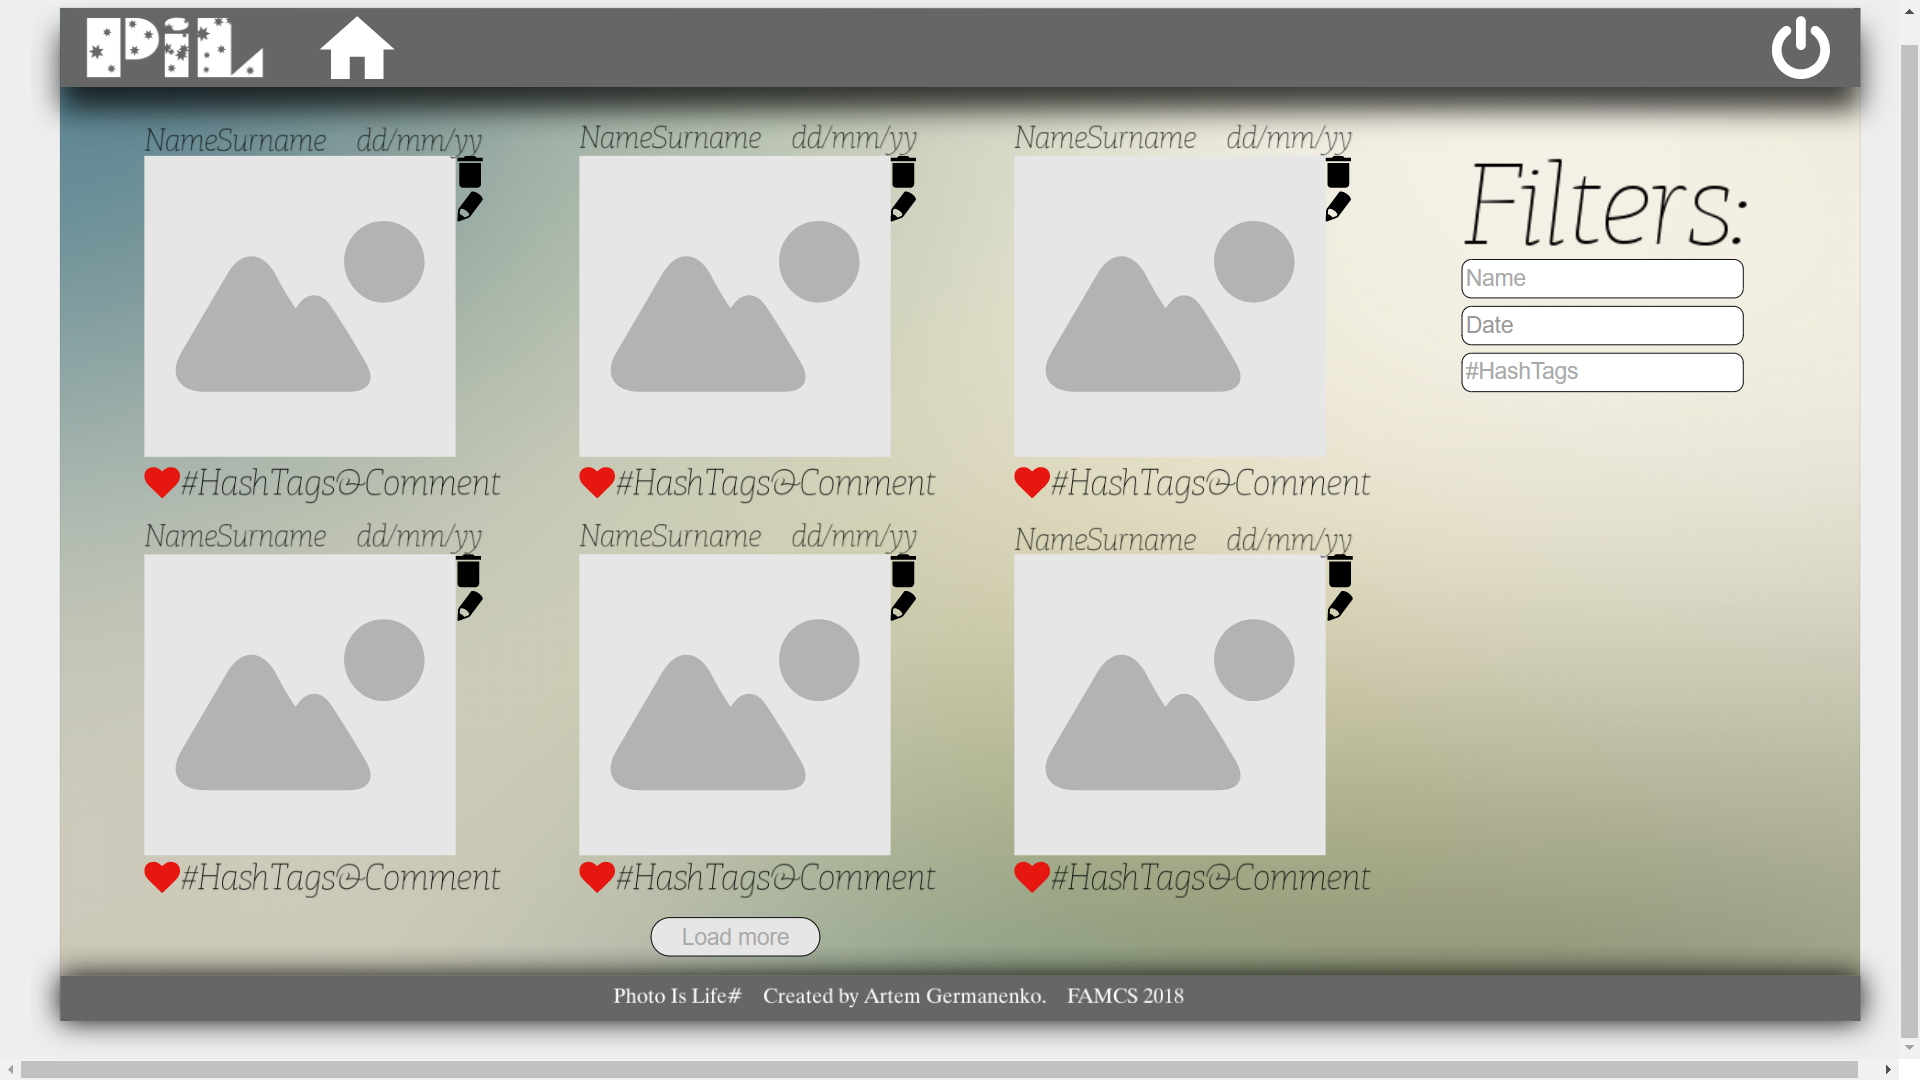 PiL
NameSurname dd/mm/yy
NameSurname dd/mm/yy
NameSurname dd/mm/yy
Filters:
Name
Date
#HashTags
#HashTags Comment
#HashTags Comment
#HashTags Comment
NameSurname dd/mm/yy
NameSurname dd/mm/yy
NameSurname dd/mm/yy
#HashTags Comment
#HashTags Comment
#HashTags Comment
Load more
Photo Is Life# Created by Artem Germanenko. FAMCS 2018